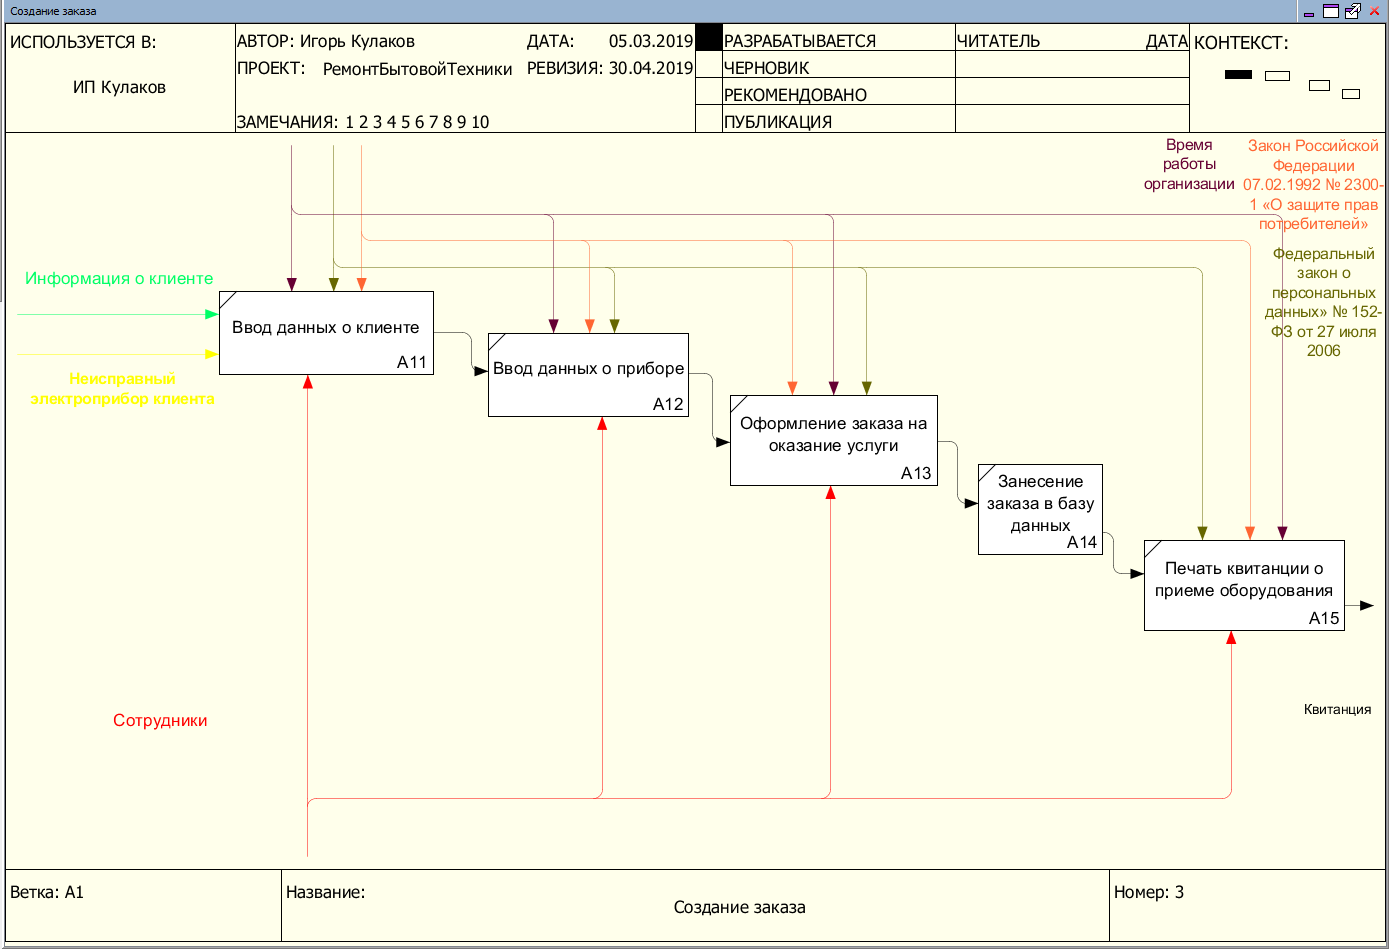 Создание заказа
ИСПОЛЬЗУЕТСЯ В:
ИП Кулаков
АВТОР: Игорь Кулаков
ДАТА: 05.03.2019
ПРОЕКТ: РемонтБытовойТехники
РЕВИЗИЯ: 30.04.2019
ЗАМЕЧАНИЯ: 1 2 3 4 5 6 7 8 9 10
РАЗРАБАТЫВАЕТСЯ
ЧЕРНОВИК
РЕКОМЕНДОВАНО
ПУБЛИКАЦИЯ
ЧИТАТЕЛЬ
ДАТА
КОНТЕКСТ:
Время
работы
организации
Закон Российской
Федерации
07.02.1992 № 2300-
1 «О защите прав
потребителей»
Федеральный
закон о
персональных
данных» № 152-
ФЗ от 27 июля
2006
Информация о клиенте
Неисправный
электроприбор клиента
Ввод данных о клиенте
A11
Ввод данных о приборе
A12
Оформление заказа на
оказание услуги
A13
Занесение
заказа в базу
данных
A14
Печать квитанции о
приеме оборудования
A15
Сотрудники
Квитанция
Ветка: A1
Название:
Создание заказа
Номер: 3